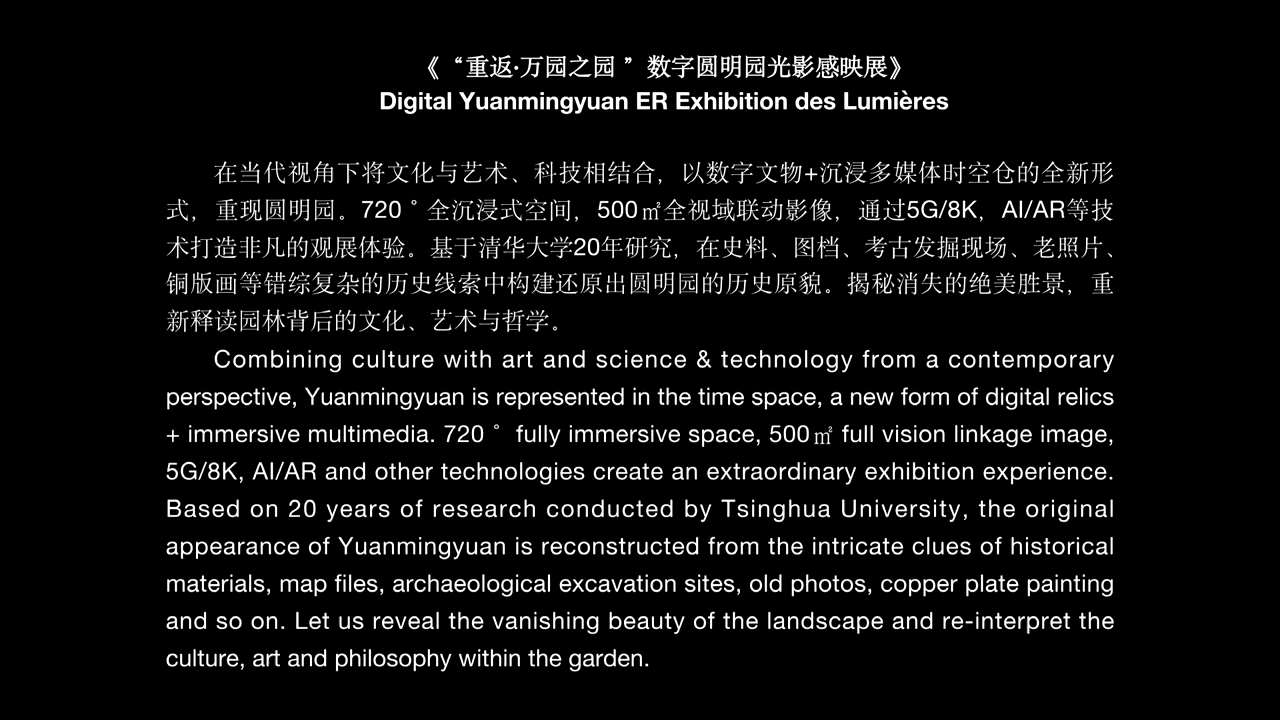 《 “重返·万园之园 ” 数字圆明园光影感映展》
Digital Yuanmingyuan ER Exhibition des Lumières
在当代视角下将文化与艺术、科技相结合，以数字文物+沉浸多媒体时空仓的全新形
式，重现圆明园。720 ° 全沉浸式空间，500㎡全视域联动影像，通过5G/8K，AI/AR等技
术打造非凡的观展体验。基于清华大学20年研究，在史料、图档、考古发掘现场、老照片、
铜版画等错综复杂的历史线索中构建还原出圆明园的历史原貌。揭秘消失的绝美胜景，重
新释读园林背后的文化、艺术与哲学。
Combining culture with art and science & technology from a contemporary
perspective, Yuanmingyuan is represented in the time space, a new form of digital relics
+ immersive multimedia. 720 ° fully immersive space, 500㎡ full vision linkage image,
5G/8K, AI/AR and other technologies create an extraordinary exhibition experience.
Based on 20 years of research conducted by Tsinghua University, the original
appearance of Yuanmingyuan is reconstructed from the intricate clues of historical
materials, map files, archaeological excavation sites, old photos, copper plate painting
and so on. Let us reveal the vanishing beauty of the landscape and re-interpret the
culture, art and philosophy within the garden.